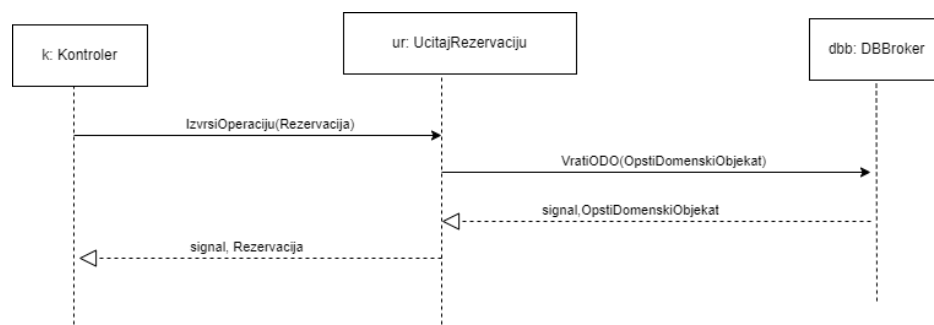 k: Kontroler
ur: UcitajRezervaciju
dbb: DBBroker
IzvrsiOperaciju(Rezervacija)
VratiODO(OpstiDomenskiObjekat)
signal,OpstiDomenskiObjekat
signal, Rezervacija